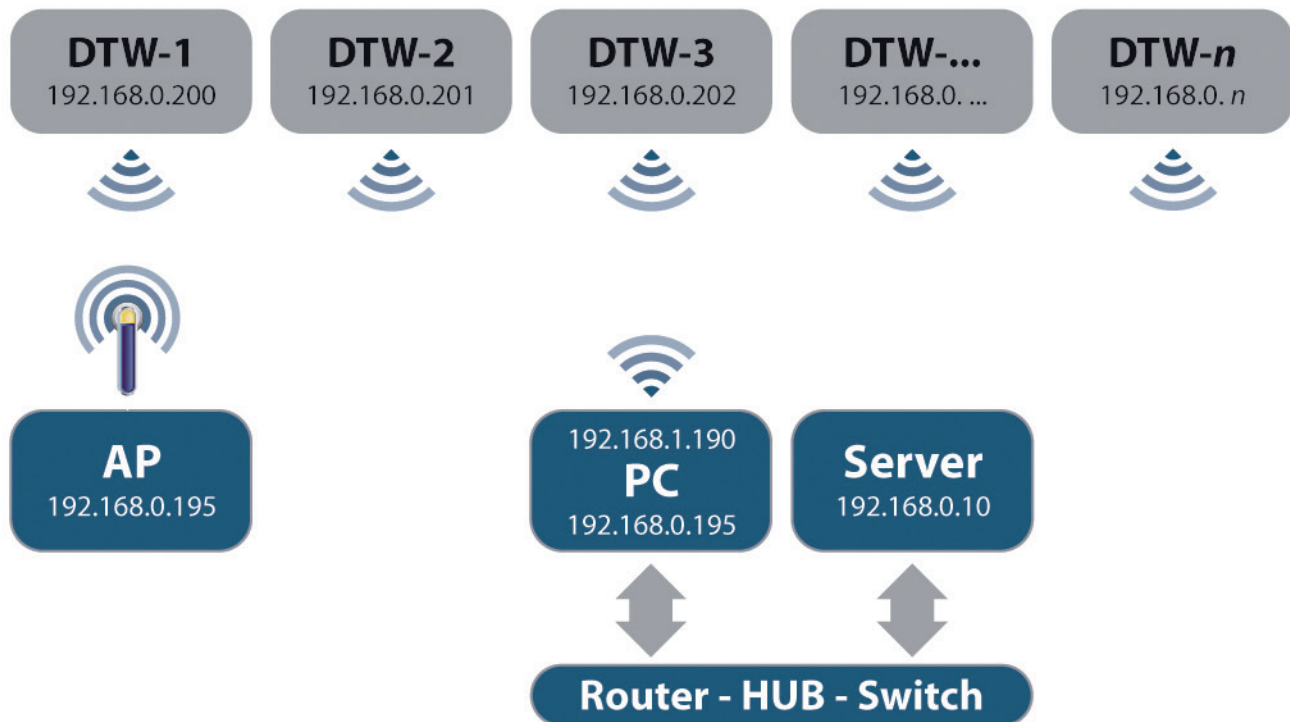 DTW-1
192.168.0.200
DTW-2
192.168.0.201
DTW-3
192.168.0.202
DTW-...
192.168.0. ...
DTW-n
192.168.0. n
AP
192.168.0.195
192.168.1.190
PC
192.168.0.195
Server
192.168.0.10
Router - HUB - Switch